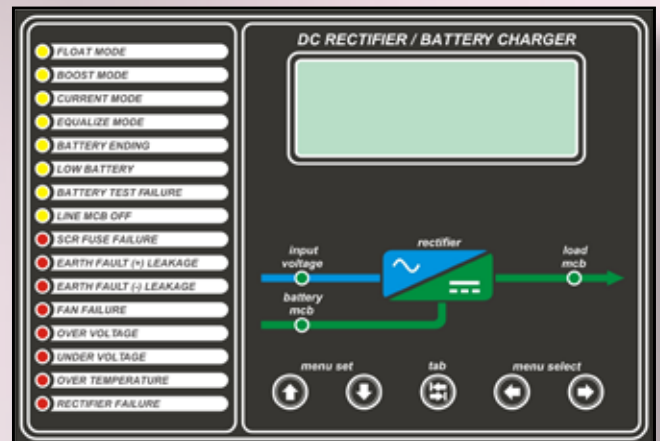 FLOAT MODE
BOOST MODE
CURRENT MODE
EQUALIZE MODE
BATTERY ENDING
LOW BATTERY
BATTERY TEST FAILURE
LINE MCB OFF
SCR FUSE FAILURE
EARTH FAULT (+) LEAKAGE
EARTH FAULT (-) LEAKAGE
FAN FAILURE
OVER VOLTAGE
UNDER VOLTAGE
OVER TEMPERATURE
RECTIFIER FAILURE
DC RECTIFIER / BATTERY CHARGER
input
voltage
rectifier
load
mcb
battery
mcb
menu set
tab
menu select